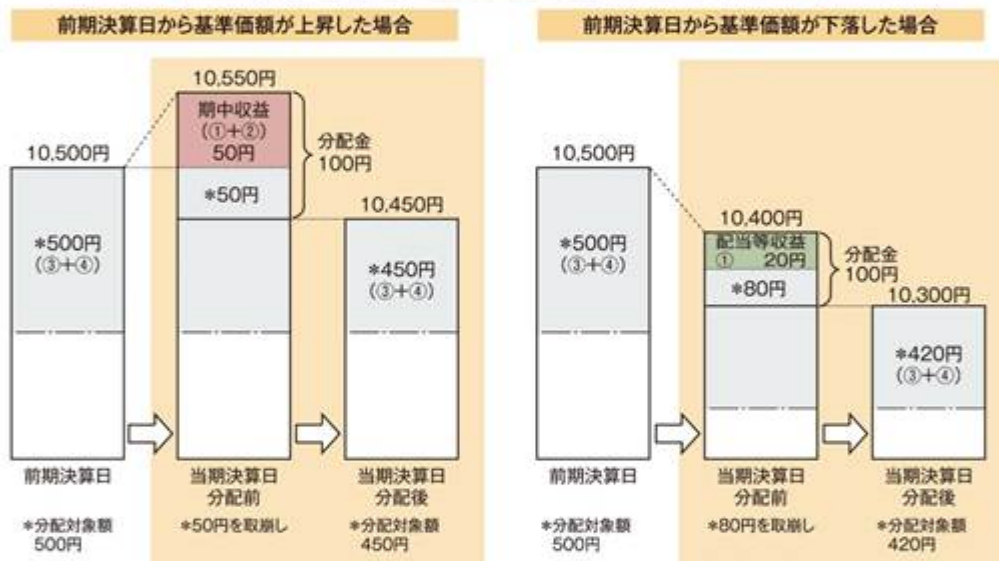 前期決算日から基準価額が上昇した場合
10,550円
期中収益
(①+②)
50円
分配金
100円
10,500円
*50円
10,450円
*500円
(③+④)
*450円
(③+④)
前期決算日
当期決算日
分配前
当期決算日
分配後
*分配対象額
500円
*50円を取崩し
*分配対象額
450円
前期決算日から基準価額が下落した場合
10,500円
10,400円
配当等収益
① 20円
分配金
100円
*80円
10,300円
*500円
(③+④)
*420円
(③+④)
前期決算日
当期決算日
分配前
当期決算日
分配後
*分配対象額
500円
*80円を取崩し
*分配対象額
420円